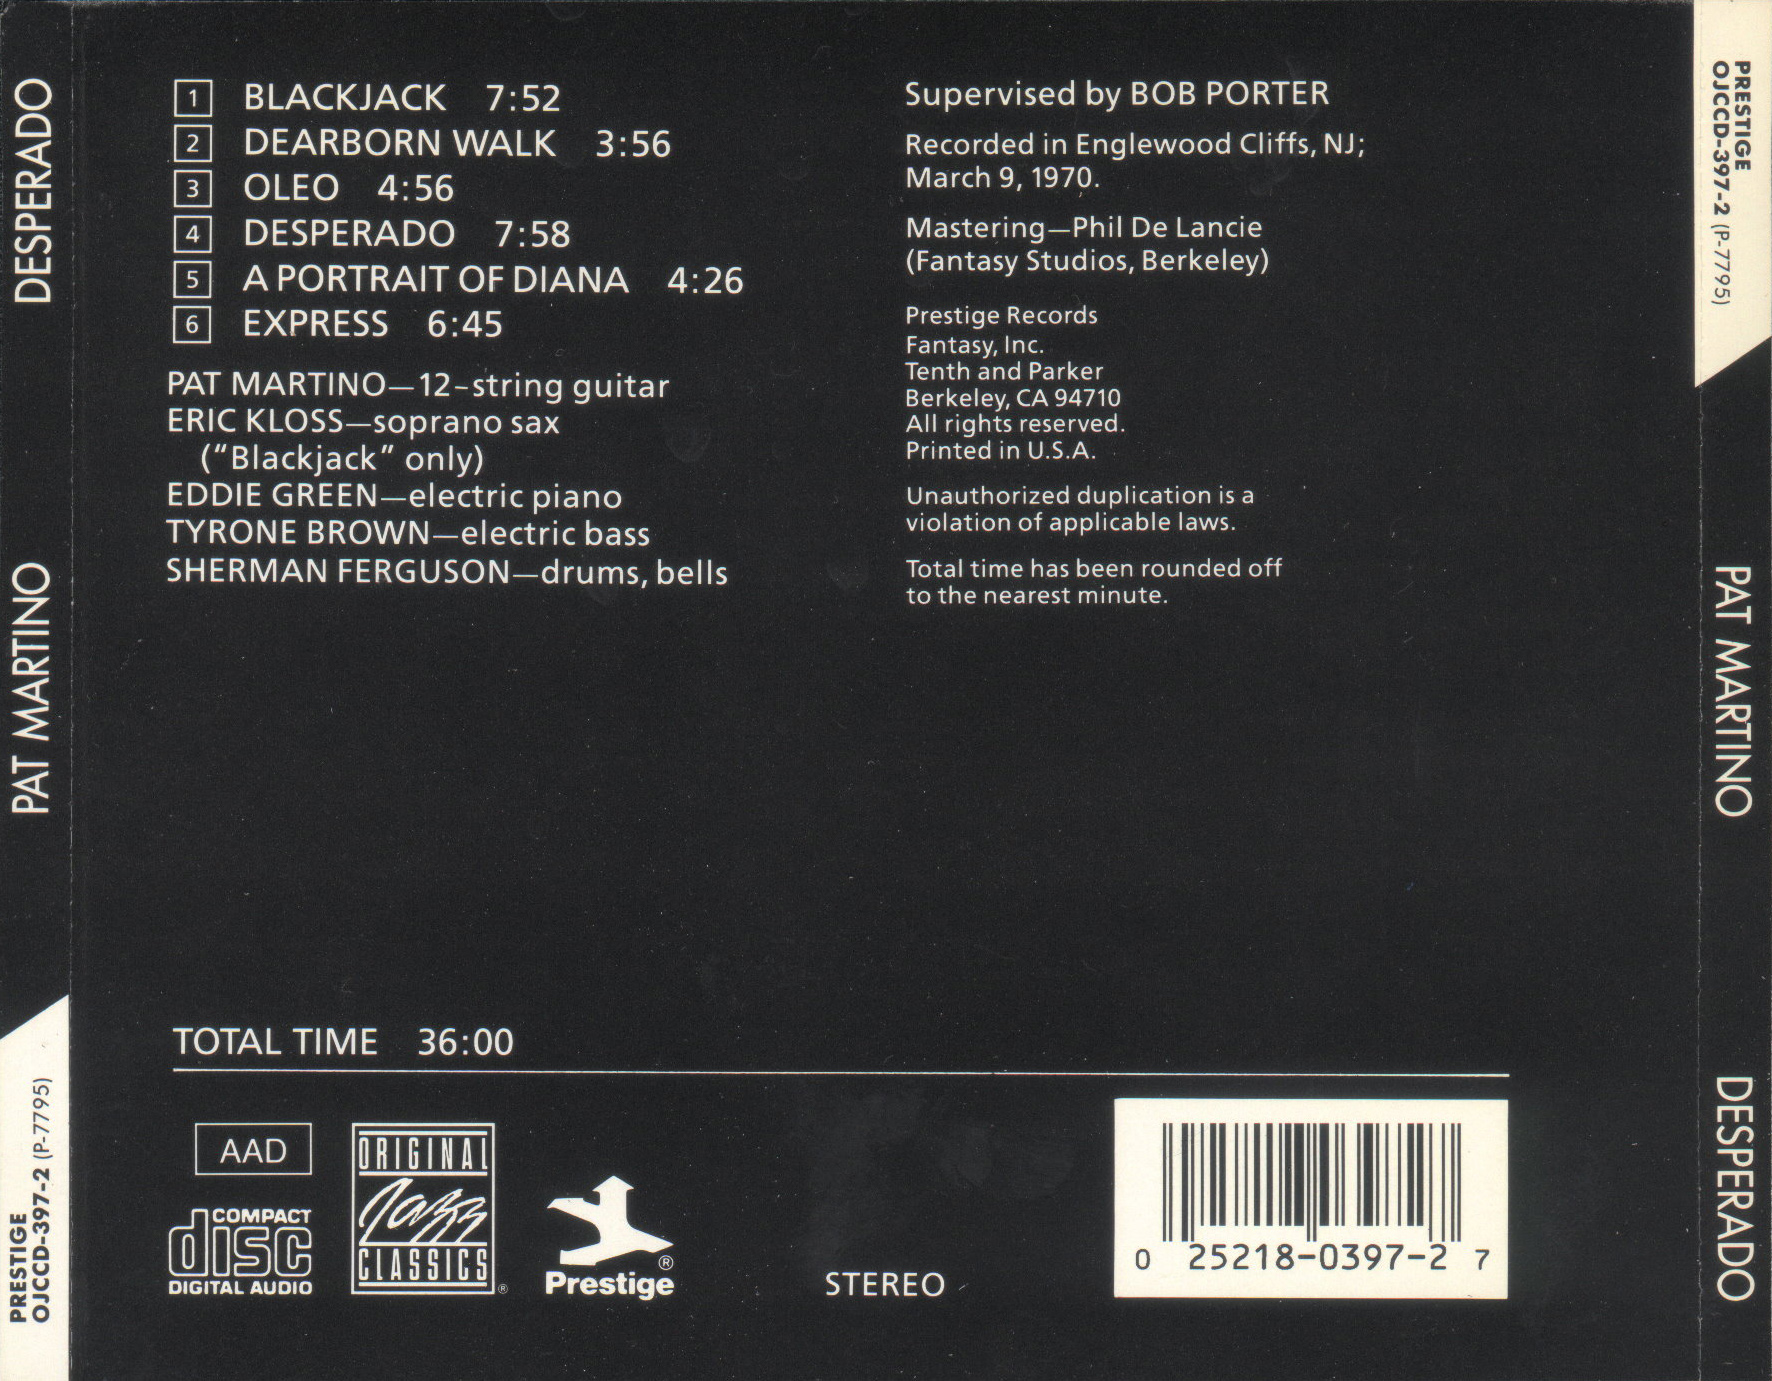 DESPERADO
PAT MARTINO
PRESTIGE
OJCCD-397-2 (P-7795)
1 BLACKJACK 7:52
2 DEARBORN WALK 3:56
3 OLEO 4:56
4 DESPERADO 7:58
5 A PORTRAIT OF DIANA 4:26
6 EXPRESS 6:45
PAT MARTINO—12-string guitar
ERIC KLOSS—soprano sax
("Blackjack" only)
EDDIE GREEN—electric piano
TYRONE BROWN—electric bass
SHERMAN FERGUSON—drums, bells
Supervised by BOB PORTER
Recorded in Englewood Cliffs, NJ;
March 9, 1970.
Mastering—Phil De Lancie
(Fantasy Studios, Berkeley)
Prestige Records
Fantasy, Inc.
Tenth and Parker
Berkeley, CA 94710
All rights reserved.
Printed in U.S.A.
Unauthorized duplication is a
violation of applicable laws.
Total time has been rounded off
to the nearest minute.
TOTAL TIME 36:00
AAD
COMPACT
disc
DIGITAL AUDIO
ORIGINAL
Jazz
CLASSICS
®
®
Prestige
STEREO
0 25218-0397-2 7
PRESTIGE
OJCCD-397-2 (P-7795)
PAT MARTINO
DESPERADO